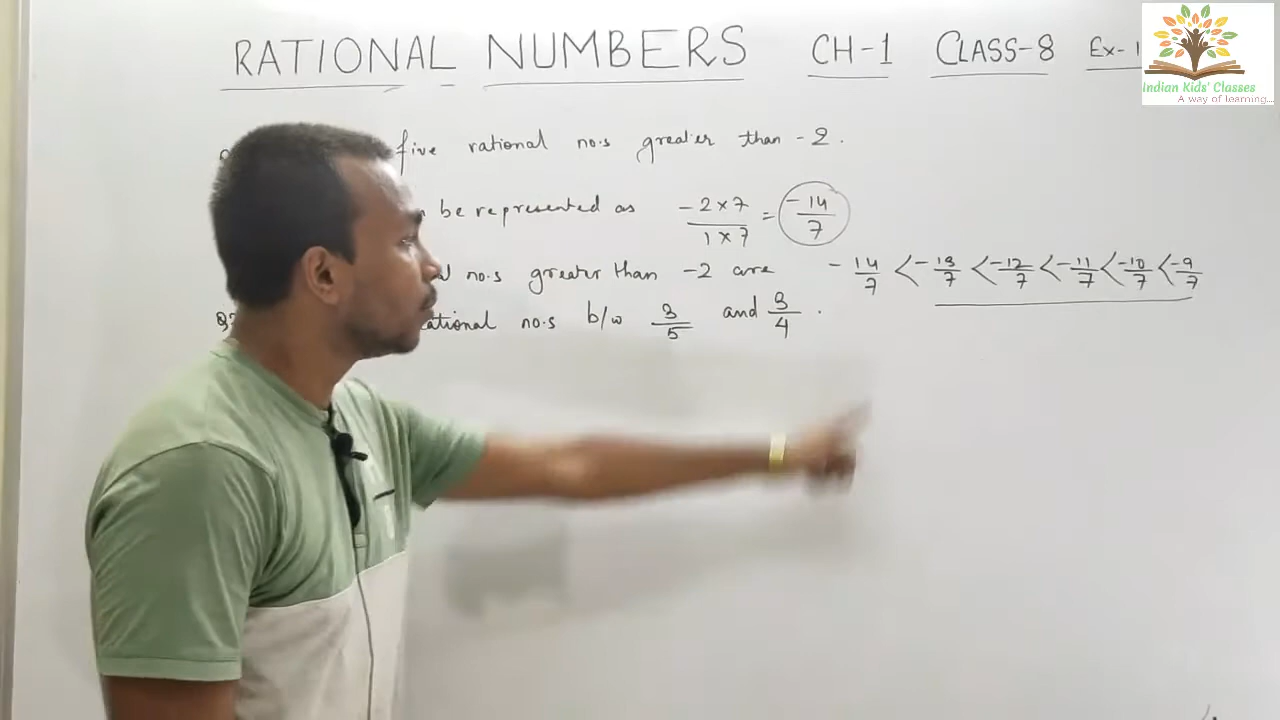 RATIONAL NUMBERS CH-1 CLASS-8 Ex-1
five rational no.s greater than -2.
be represented as -2×7/1×7 = -14/7
no.s greater than -2 are -14/7 < -13/7 < -12/7 < -11/7 < -10/7 < -9/7
no.s b/w 3/5 and 3/4.
Indian Kids' Classes
A way of learning...